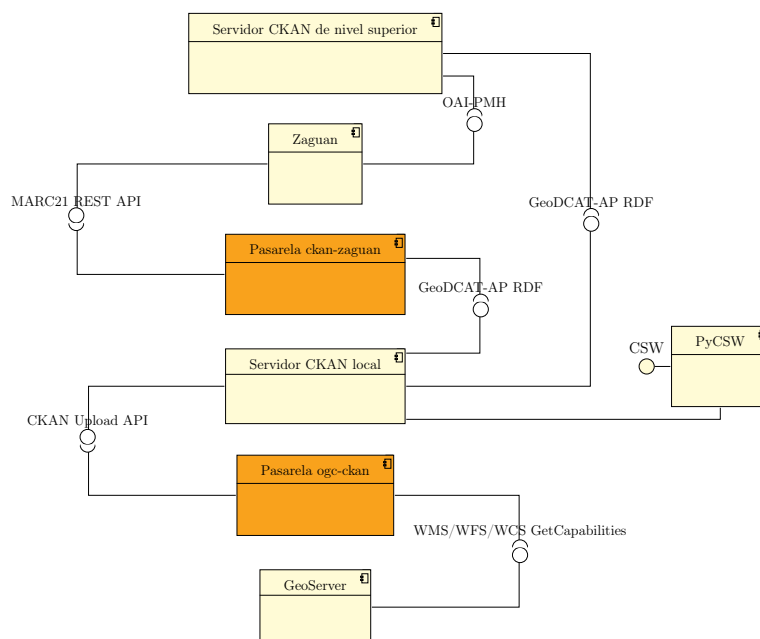 Servidor CKAN de nivel superior
OAI-PMH
Zaguan
MARC21 REST API
GeoDCAT-AP RDF
Pasarela ckan-zaguan
GeoDCAT-AP RDF
PyCSW
CSW
Servidor CKAN local
CKAN Upload API
Pasarela ogc-ckan
WMS/WFS/WCS GetCapabilities
GeoServer